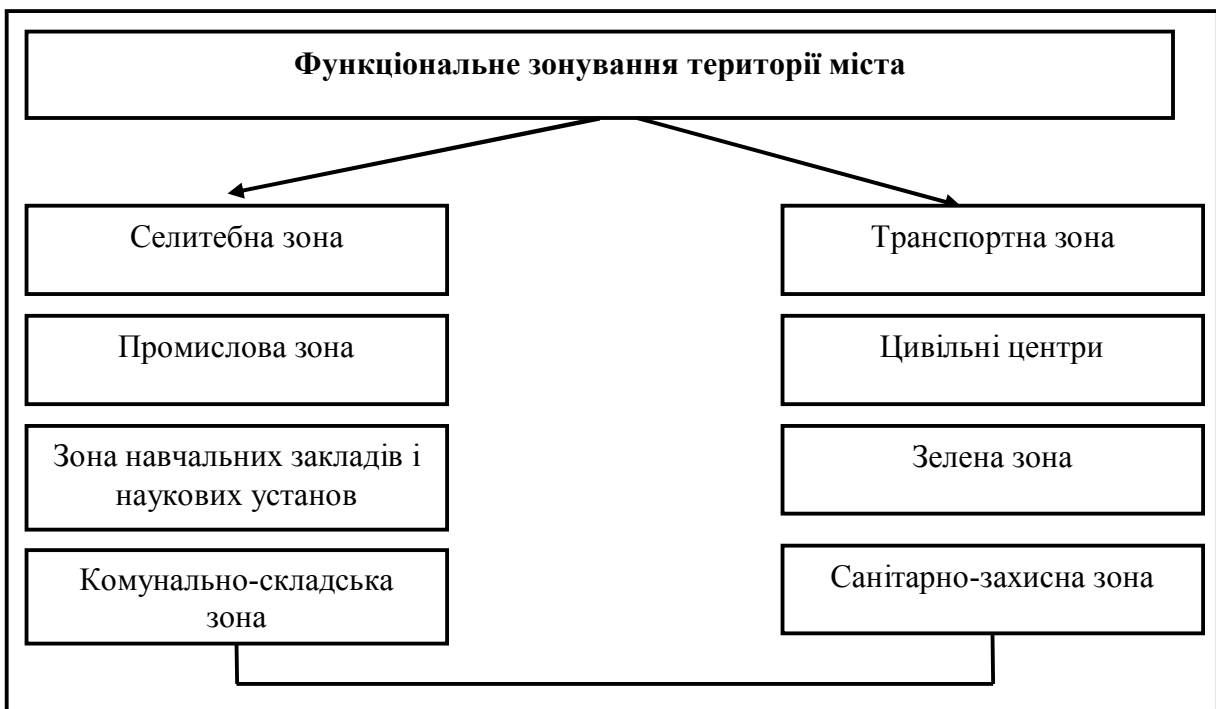 Функціональне зонування території міста
Селитебна зона
Транспортна зона
Промислова зона
Цивільні центри
Зона навчальних закладів і
наукових установ
Зелена зона
Комунально-складська
зона
Санітарно-захисна зона